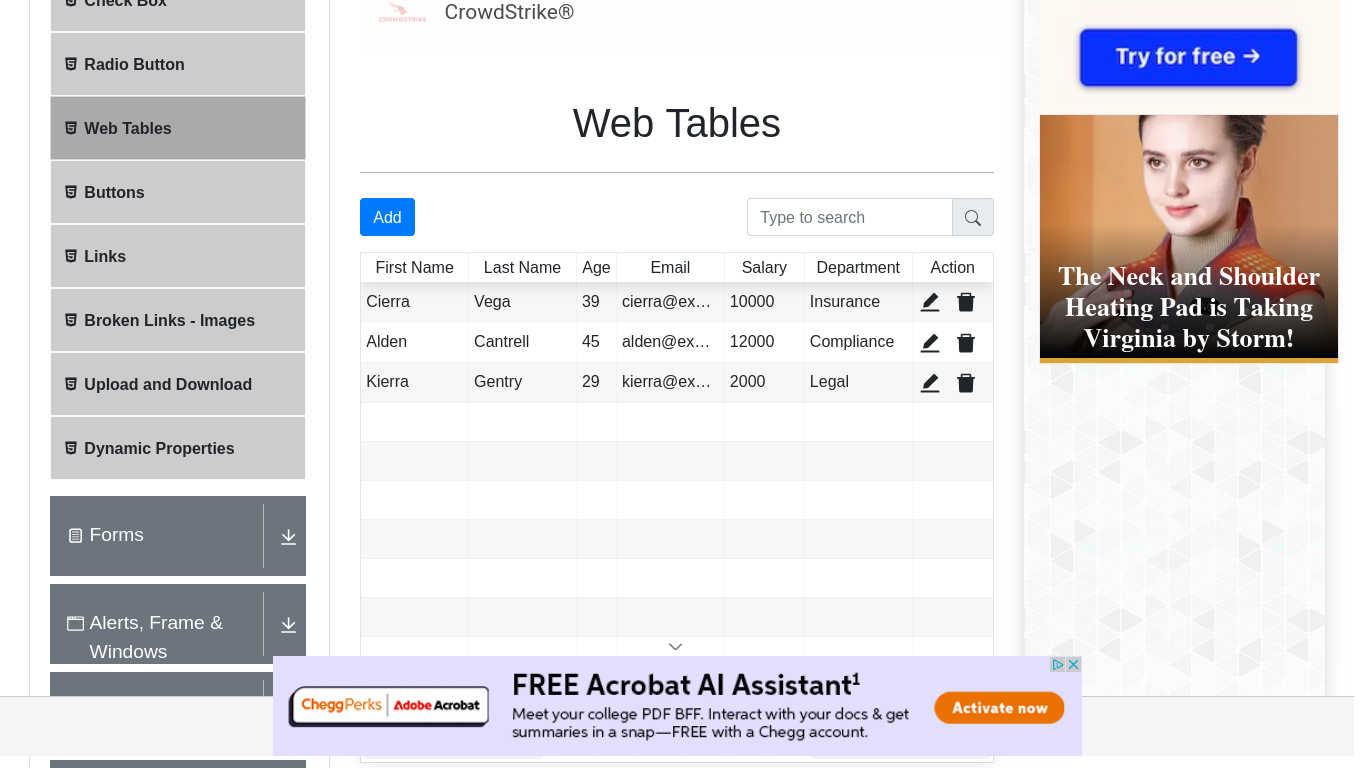 Check Box
Radio Button
Web Tables
Buttons
Links
Broken Links - Images
Upload and Download
Dynamic Properties
Forms
Alerts, Frame &
Windows
CROWDSTRIKE
CrowdStrike®
Web Tables
Add
Type to search
First Name Last Name Age Email Salary Department Action
Cierra Vega 39 cierra@ex… 10000 Insurance
Alden Cantrell 45 alden@ex… 12000 Compliance
Kierra Gentry 29 kierra@ex… 2000 Legal
Try for free →
The Neck and Shoulder
Heating Pad is Taking
Virginia by Storm!
CheggPerks | Adobe Acrobat
FREE Acrobat AI Assistant¹
Meet your college PDF BFF. Interact with your docs & get
summaries in a snap—FREE with a Chegg account.
Activate now